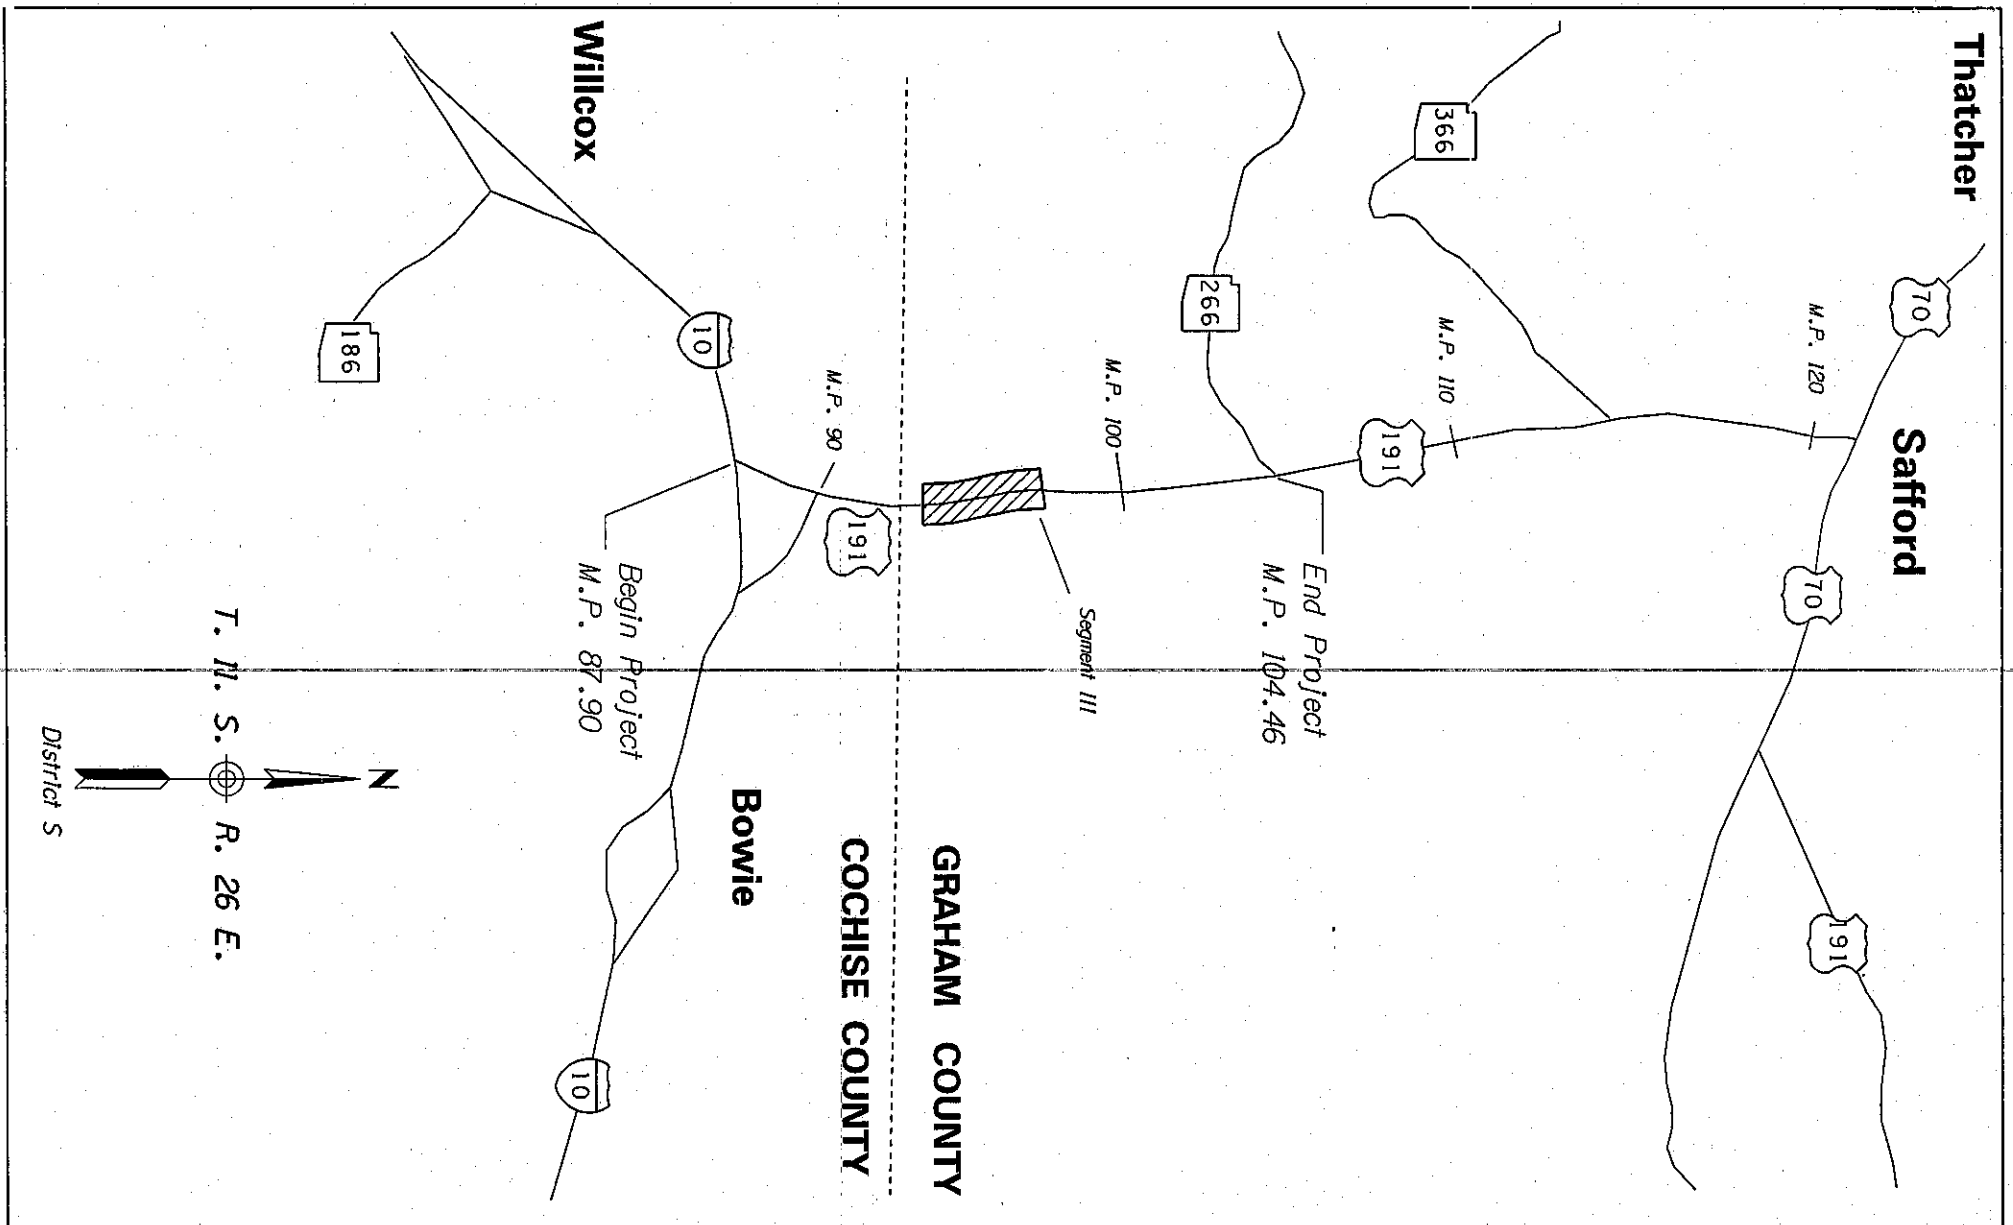 Thatcher
70
Safford
M.P. 120
70
191
366
M.P. 110
191
266
End Project
M.P. 104.46
M.P. 100
Segment III
GRAHAM COUNTY
COCHISE COUNTY
191
M.P. 90
Begin Project
M.P. 87.90
Bowie
10
Willcox
10
186
N
T. 11. S. R. 26 E.
District S